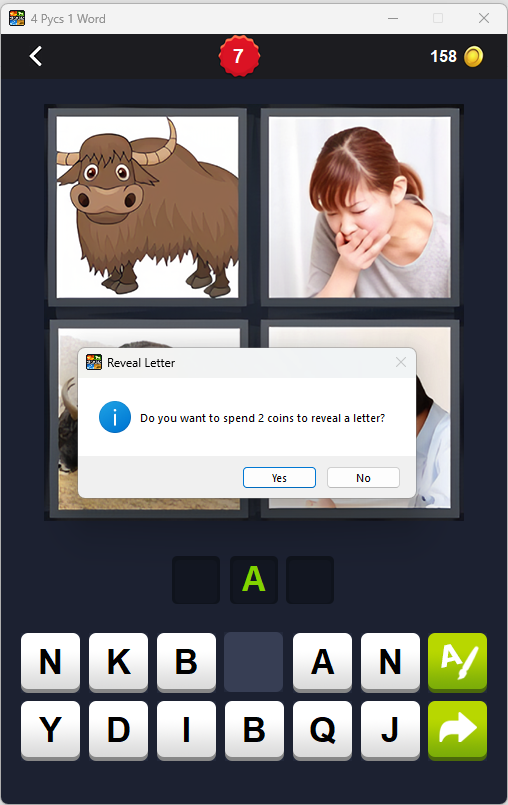 4 Pycs 1 Word
7
158
Reveal Letter
Do you want to spend 2 coins to reveal a letter?
Yes No
A
N K B A N A
Y D I B Q J